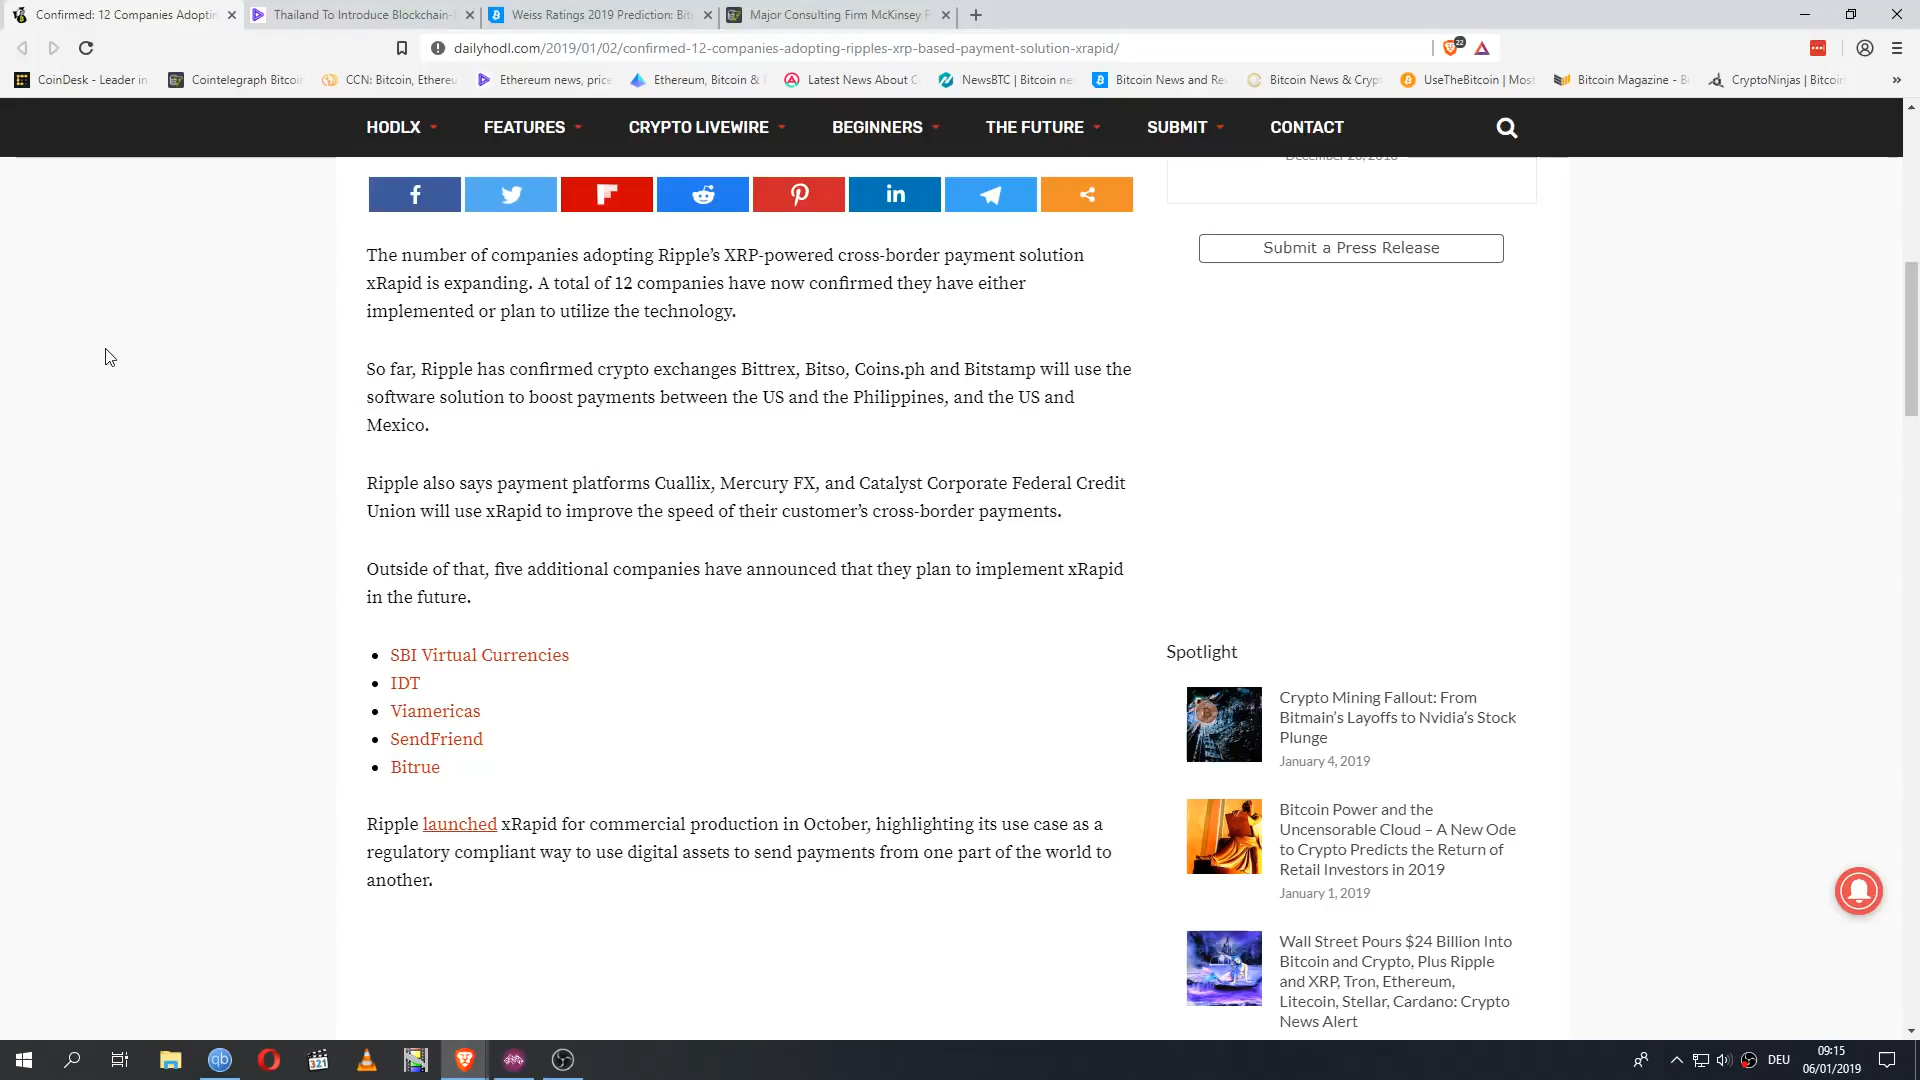 Confirmed: 12 Companies Adoptin
Thailand To Introduce Blockchain-
Weiss Ratings 2019 Prediction: Bit
Major Consulting Firm McKinsey F
dailyhodl.com/2019/01/02/confirmed-12-companies-adopting-ripples-xrp-based-payment-solution-xrapid/
22
CoinDesk - Leader in
Cointelegraph Bitcoin
CCN: Bitcoin, Ethereu
Ethereum news, price
Ethereum, Bitcoin &
Latest News About C
NewsBTC | Bitcoin ne
Bitcoin News and Re
Bitcoin News & Crypt
UseTheBitcoin | Most
Bitcoin Magazine - B
CryptoNinjas | Bitcoin
»
HODLX
FEATURES
CRYPTO LIVEWIRE
BEGINNERS
THE FUTURE
SUBMIT
CONTACT
The number of companies adopting Ripple’s XRP-powered cross-border payment solution
xRapid is expanding. A total of 12 companies have now confirmed they have either
implemented or plan to utilize the technology.
So far, Ripple has confirmed crypto exchanges Bittrex, Bitso, Coins.ph and Bitstamp will use the
software solution to boost payments between the US and the Philippines, and the US and
Mexico.
Ripple also says payment platforms Cuallix, Mercury FX, and Catalyst Corporate Federal Credit
Union will use xRapid to improve the speed of their customer’s cross-border payments.
Outside of that, five additional companies have announced that they plan to implement xRapid
in the future.
• SBI Virtual Currencies
• IDT
• Viamericas
• SendFriend
• Bitrue
Ripple launched xRapid for commercial production in October, highlighting its use case as a
regulatory compliant way to use digital assets to send payments from one part of the world to
another.
Submit a Press Release
Spotlight
Crypto Mining Fallout: From
Bitmain’s Layoffs to Nvidia’s Stock
Plunge
January 4, 2019
Bitcoin Power and the
Uncensorable Cloud – A New Ode
to Crypto Predicts the Return of
Retail Investors in 2019
January 1, 2019
Wall Street Pours $24 Billion Into
Bitcoin and Crypto, Plus Ripple
and XRP, Tron, Ethereum,
Litecoin, Stellar, Cardano: Crypto
News Alert
qb
321
DEU
09:15
06/01/2019